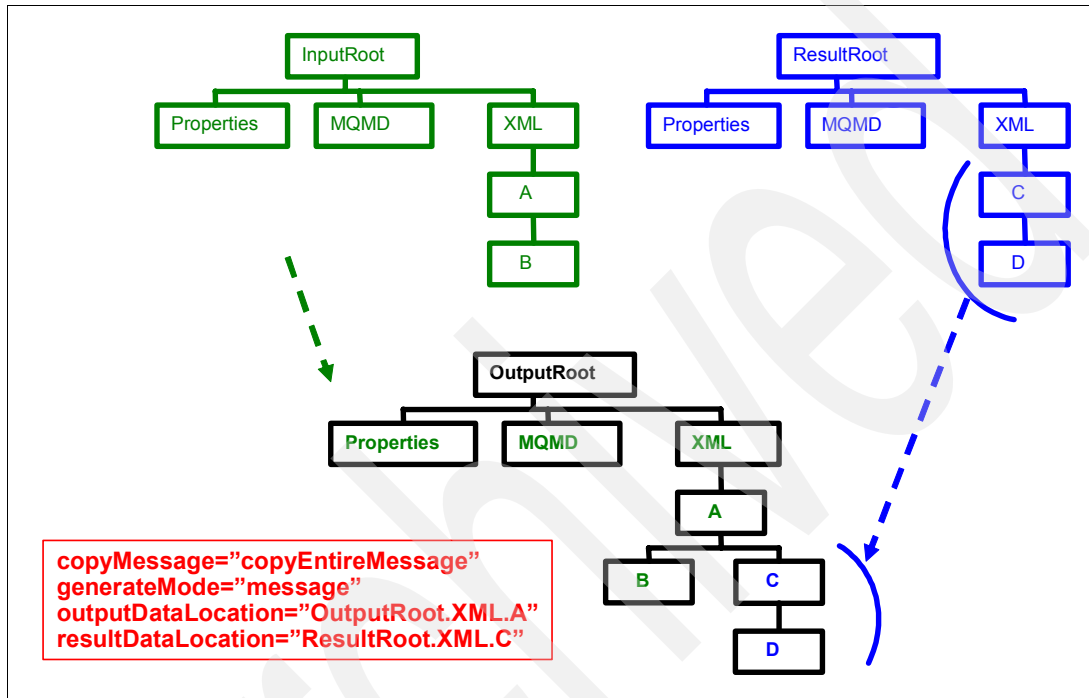 InputRoot
ResultRoot
Properties
MQMD
XML
Properties
MQMD
XML
A
C
B
D
OutputRoot
Properties
MQMD
XML
A
B
C
D
copyMessage=”copyEntireMessage”
generateMode=”message”
outputDataLocation=”OutputRoot.XML.A”
resultDataLocation=”ResultRoot.XML.C”